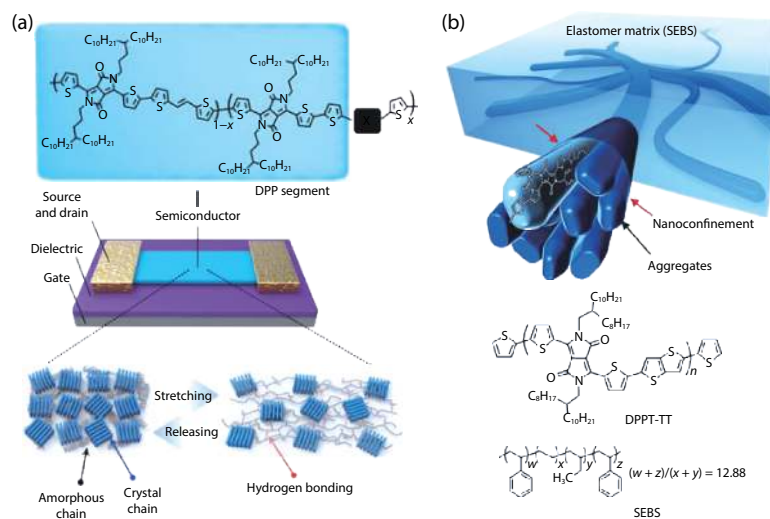 (a)
C10H21 C10H21
C10H21 C10H21
S O N S S
S N O S
1−x
O N S
S N O S X S x
C10H21 C10H21
C10H21 C10H21
DPP segment
Source
and drain
Semiconductor
Dielectric
Gate
Stretching
Releasing
Amorphous
chain
Crystal
chain
Hydrogen bonding
(b)
Elastomer matrix (SEBS)
Nanoconfinement
Aggregates
C10H21
C8H17
S S N O S
O N S S n S
C8H17
C10H21
DPPT-TT
w x y z
H3C
(w + z)/(x + y) = 12.88
SEBS